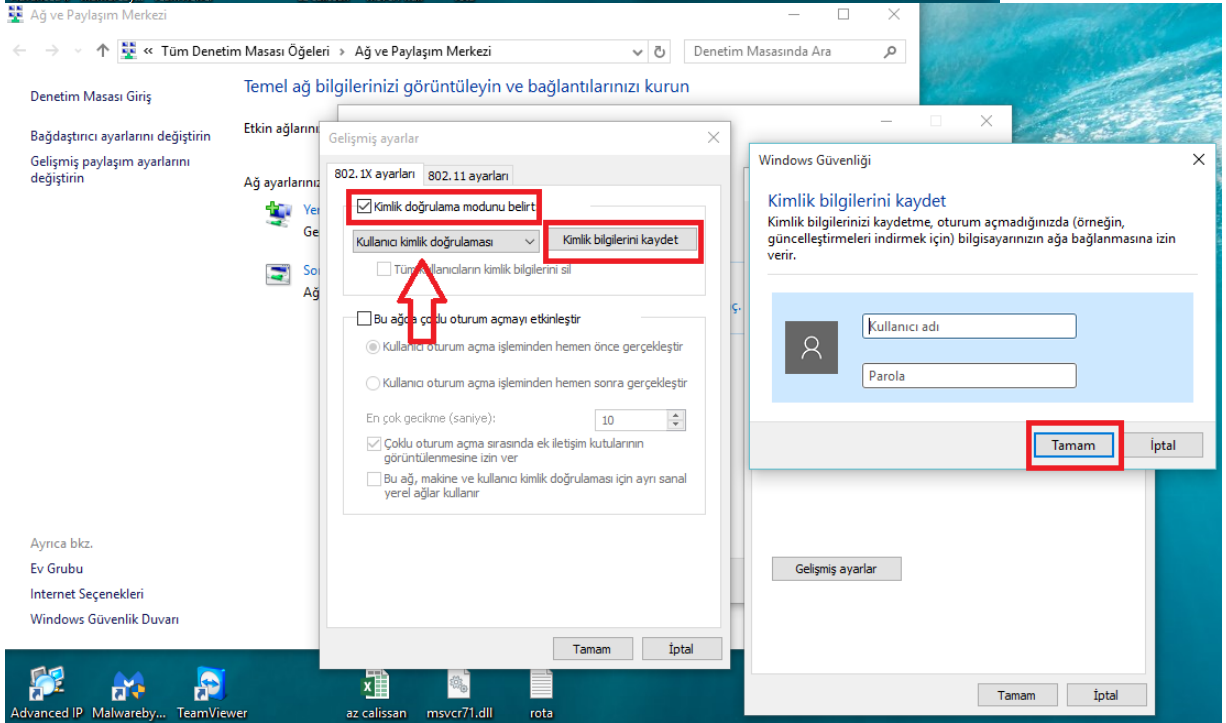 Ağ ve Paylaşım Merkezi
« Tüm Denetim Masası Öğeleri › Ağ ve Paylaşım Merkezi
Denetim Masasında Ara
Denetim Masası Giriş
Bağdaştırıcı ayarlarını değiştirin
Gelişmiş paylaşım ayarlarını
değiştirin
Temel ağ bilgilerinizi görüntüleyin ve bağlantılarınızı kurun
Etkin ağlarını
Ağ ayarlarınız
Ge
Ağ
Ayrıca bkz.
Ev Grubu
Internet Seçenekleri
Windows Güvenlik Duvarı
Gelişmiş ayarlar
802.1X ayarları
802.11 ayarları
Kimlik doğrulama modunu belirt
Kullanıcı kimlik doğrulaması
Kimlik bilgilerini kaydet
Tüm kullanıcıların kimlik bilgilerini sil
Bu ağda çoklu oturum açmayı etkinleştir
Kullanıcı oturum açma işleminden hemen önce gerçekleştir
Kullanıcı oturum açma işleminden hemen sonra gerçekleştir
En çok gecikme (saniye):
10
Çoklu oturum açma sırasında ek iletişim kutularının
görüntülenmesine izin ver
Bu ağ, makine ve kullanıcı kimlik doğrulaması için ayrı sanal
yerel ağlar kullanır
Tamam
İptal
Windows Güvenliği
Kimlik bilgilerini kaydet
Kimlik bilgilerinizi kaydetme, oturum açmadığınızda (örneğin,
güncelleştirmeleri indirmek için) bilgisayarınızın ağa bağlanmasına izin
verir.
Kullanıcı adı
Parola
Tamam
İptal
Gelişmiş ayarlar
Tamam
İptal
Advanced IP
Malwareby...
TeamViewer
az calissan
msvcr71.dll
rota